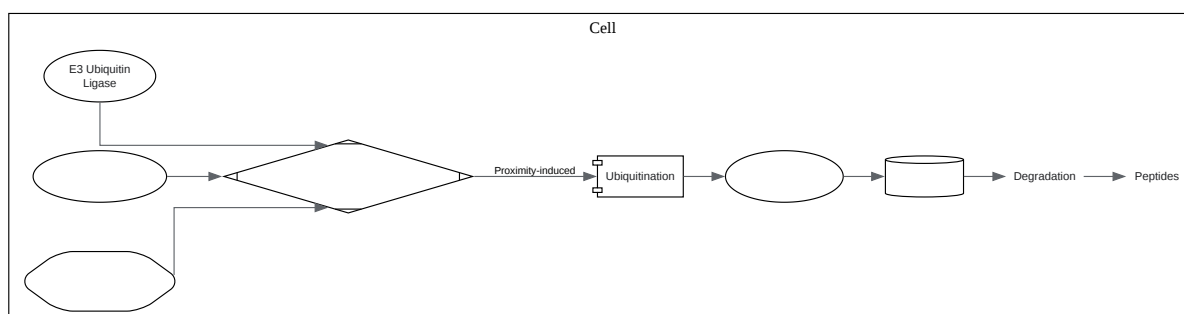 Cell
E3 Ubiquitin
Ligase
Proximity-induced
Ubiquitination
Degradation
Peptides